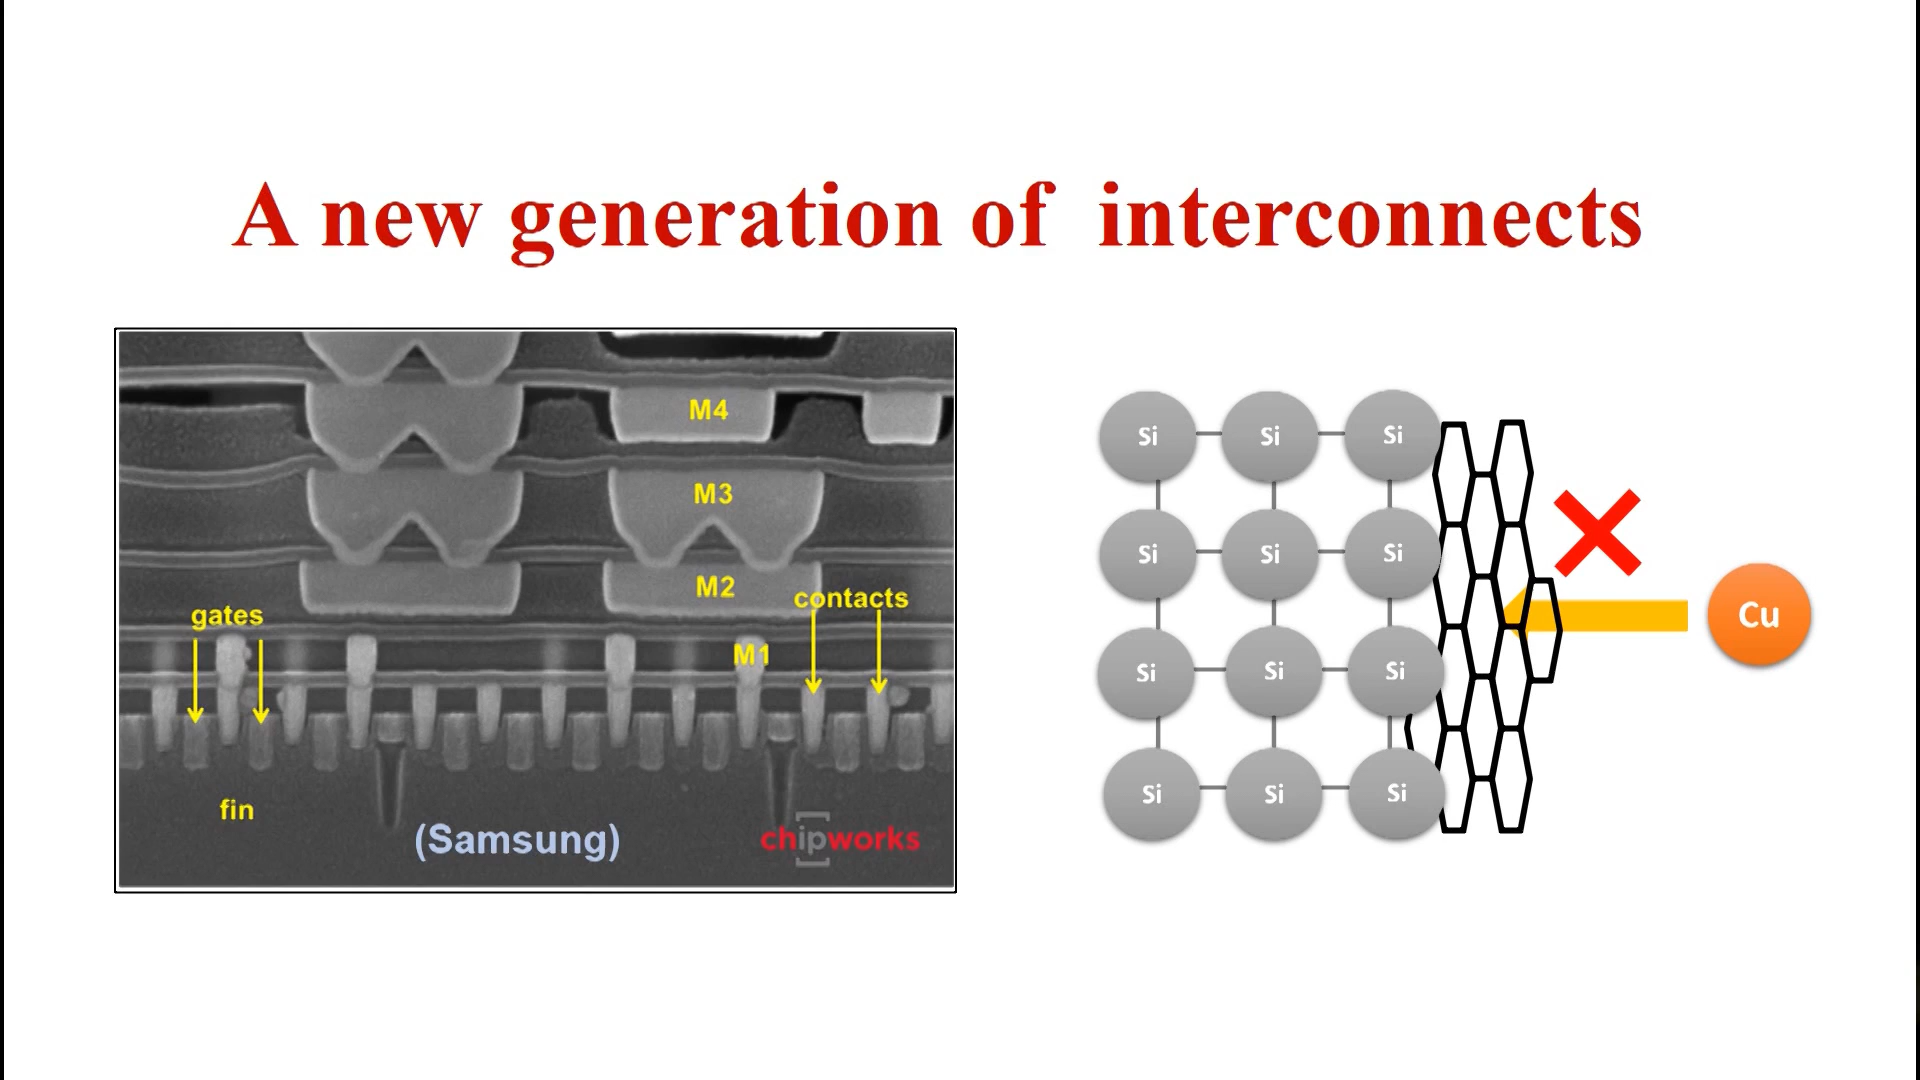 A new generation of interconnects
M4
M3
M2
contacts
gates
M1
fin
(Samsung)
chipworks
Si Si Si
Si Si Si
Cu
Si Si Si
Si Si Si